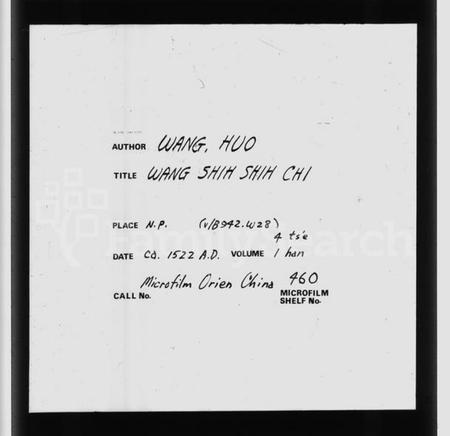 AUTHOR WANG, HUO
TITLE WANG SHIH SHIH CHI
PLACE N.P. (V/B942.W28)
4 ts'e
DATE ca. 1522 A.D. VOLUME 1 han
Microfilm Orien China 460
CALL No. MICROFILM
SHELF No.
FamilySearch